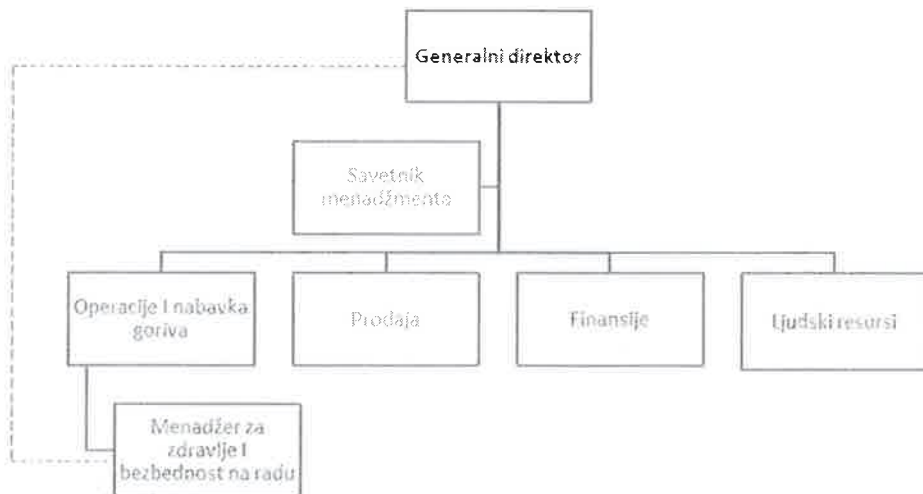 Generalni direktor
Savetnik
menadžmenta
Operacije I nabavka
goriva
Prodaja
Finansije
Ljudski resursi
Menadžer za
zdravlje I
bezbednost na radu